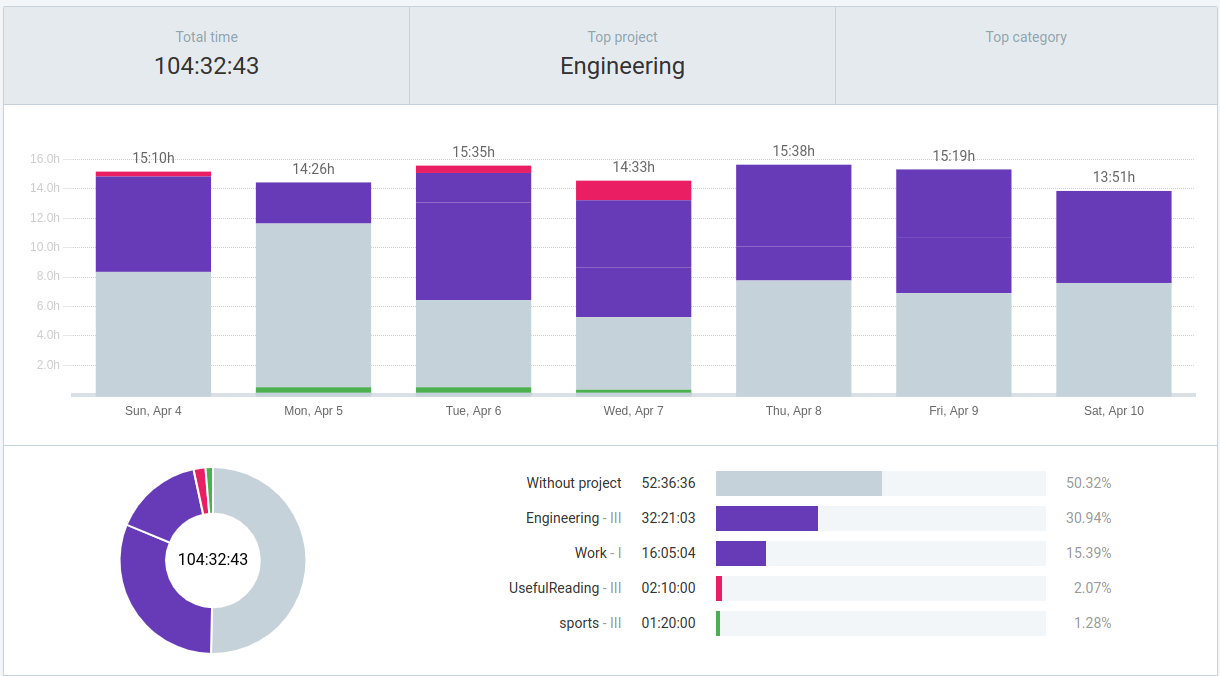 Total time
104:32:43
Top project
Engineering
Top category
16.0h
14.0h
12.0h
10.0h
8.0h
6.0h
4.0h
2.0h
15:10h
14:26h
15:35h
14:33h
15:38h
15:19h
13:51h
Sun, Apr 4
Mon, Apr 5
Tue, Apr 6
Wed, Apr 7
Thu, Apr 8
Fri, Apr 9
Sat, Apr 10
104:32:43
Without project 52:36:36 50.32%
Engineering - III 32:21:03 30.94%
Work - I 16:05:04 15.39%
UsefulReading - III 02:10:00 2.07%
sports - III 01:20:00 1.28%